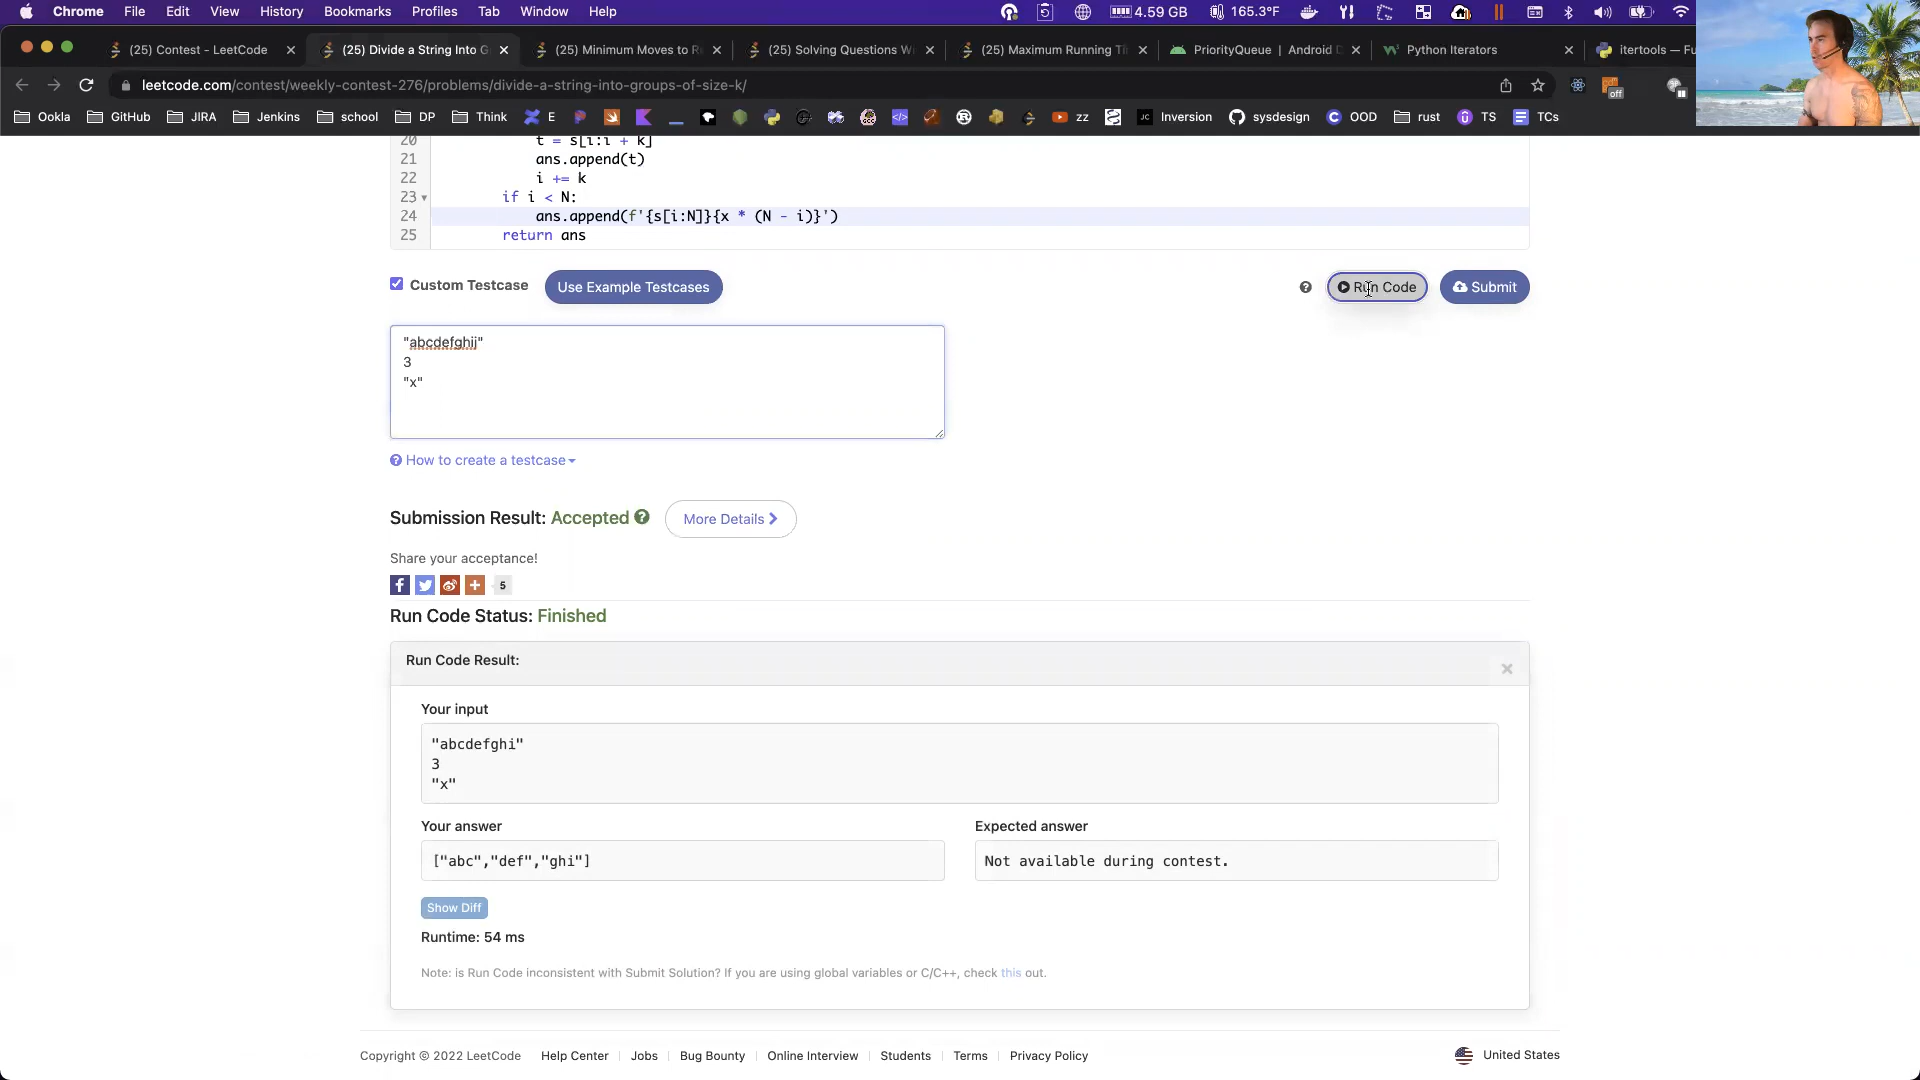 Chrome File Edit View History Bookmarks Profiles Tab Window Help 4.59 GB 165.3°F
(25) Contest - LeetCode (25) Divide a String Into G (25) Minimum Moves to Re (25) Solving Questions W (25) Maximum Running Ti PriorityQueue | Android D Python Iterators itertools — Fu
leetcode.com/contest/weekly-contest-276/problems/divide-a-string-into-groups-of-size-k/ off
Ookla GitHub JIRA Jenkins school DP Think E zz JC Inversion sysdesign OOD rust TS TCs
20 t = s[i:i + k]
21 ans.append(t)
22 i += k
23 if i < N:
24 ans.append(f'{s[i:N]}{x * (N - i)}')
25 return ans
Custom Testcase Use Example Testcases Run Code Submit
"abcdefghij"
3
"x"
How to create a testcase
Submission Result: Accepted More Details
Share your acceptance!
5
Run Code Status: Finished
Run Code Result:
Your input
"abcdefghi"
3
"x"
Your answer Expected answer
["abc","def","ghi"] Not available during contest.
Show Diff
Runtime: 54 ms
Note: is Run Code inconsistent with Submit Solution? If you are using global variables or C/C++, check this out.
Copyright © 2022 LeetCode Help Center Jobs Bug Bounty Online Interview Students Terms Privacy Policy United States